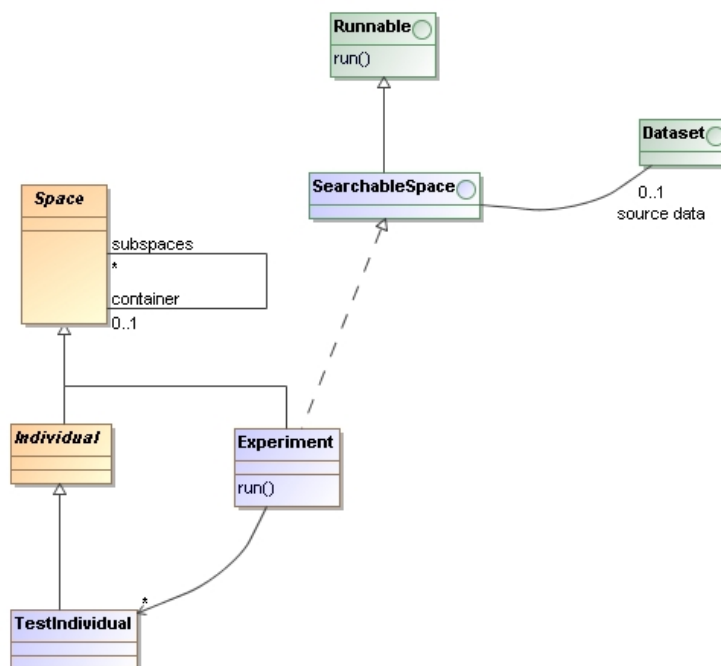 Runnable
run()
Dataset
SearchableSpace
0..1
source data
Space
subspaces
*
container
0..1
Individual
Experiment
run()
*
TestIndividual